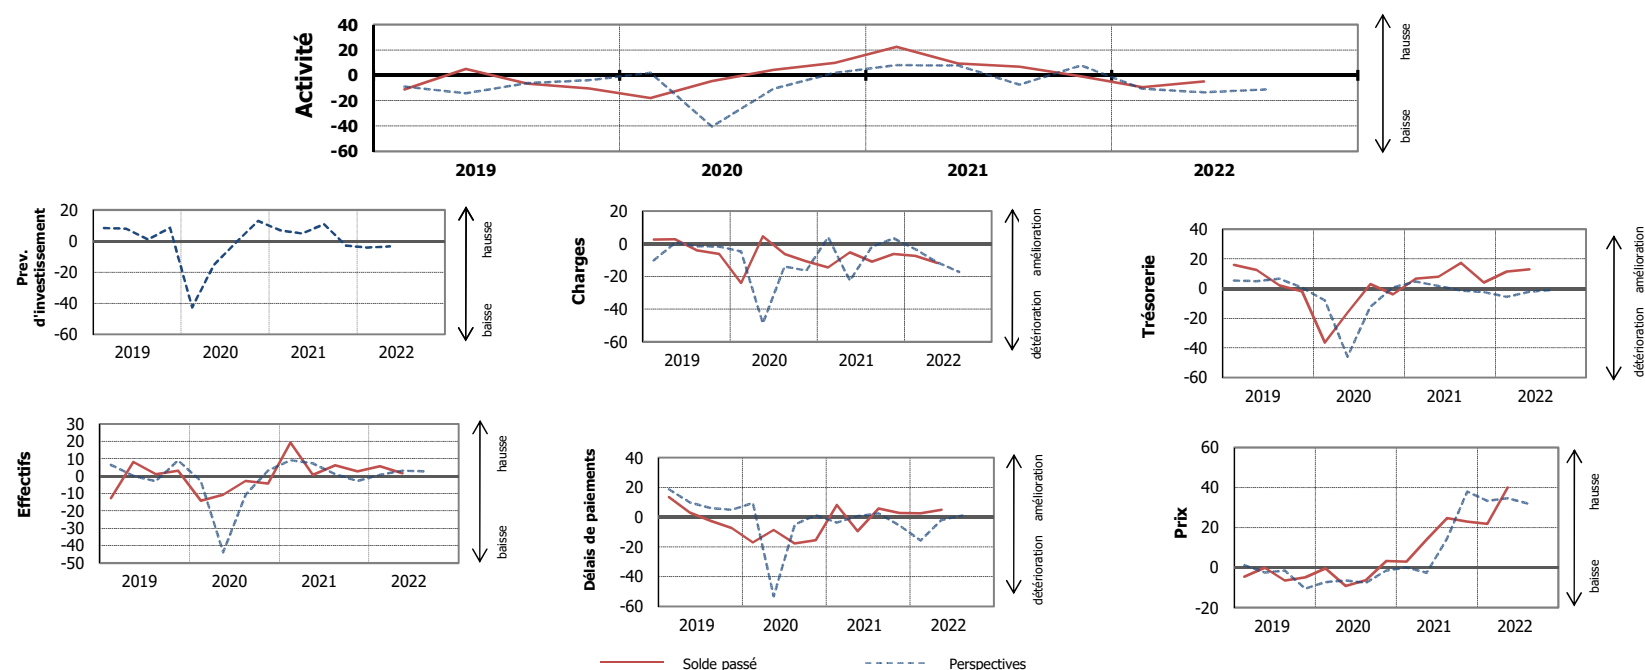 Activité
40
20
0
-20
-40
-60
2019 2020 2021 2022
hausse
baisse
Prev.
d'investissement
20
0
-20
-40
-60
2019 2020 2021 2022
hausse
baisse
Charges
20
0
-20
-40
-60
2019 2020 2021 2022
amélioration
détérioration
Trésorerie
40
20
0
-20
-40
-60
2019 2020 2021 2022
amélioration
détérioration
Effectifs
30
20
10
0
-10
-20
-30
-40
-50
2019 2020 2021 2022
hausse
baisse
Délais de paiements
40
20
0
-20
-40
-60
2019 2020 2021 2022
amélioration
détérioration
Prix
60
40
20
0
-20
2019 2020 2021 2022
hausse
baisse
Solde passé Perspectives